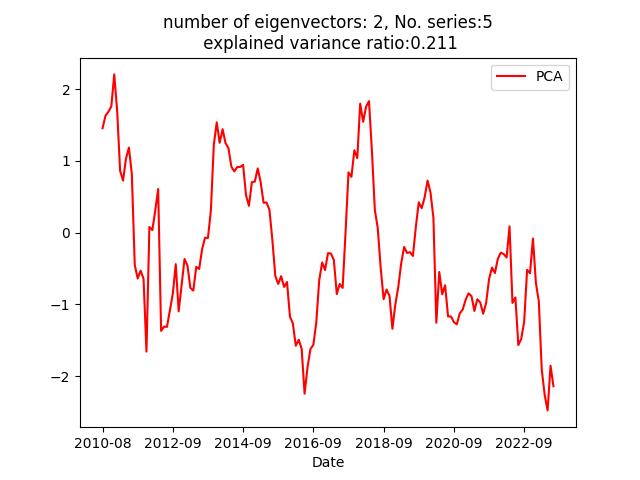 number of eigenvectors: 2, No. series:5
explained variance ratio:0.211
PCA
2
1
0
−1
−2
2010-08 2012-09 2014-09 2016-09 2018-09 2020-09 2022-09
Date